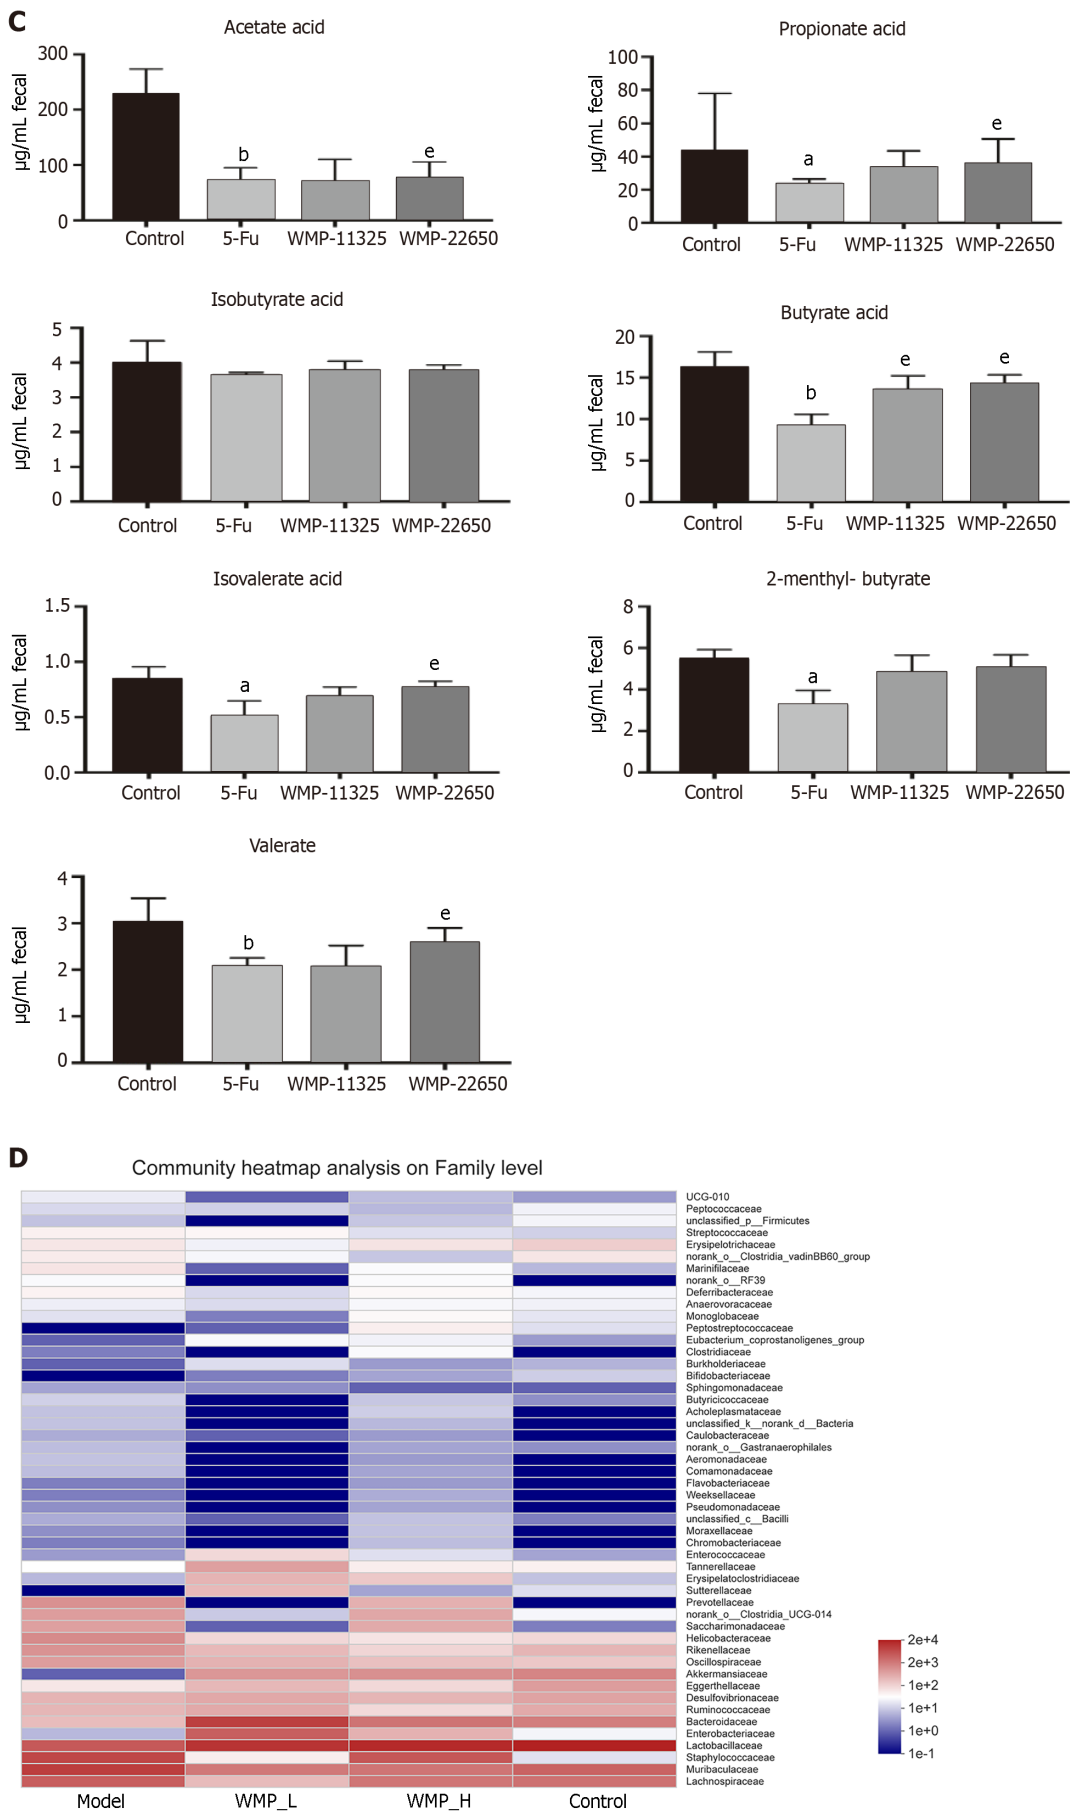 C
Acetate acid
µg/mL fecal
300
200
100
0
b
e
Control 5-Fu WMP-11325 WMP-22650
Propionate acid
µg/mL fecal
100
80
60
40
20
0
a
e
Control 5-Fu WMP-11325 WMP-22650
Isobutyrate acid
µg/mL fecal
5
4
3
2
1
0
Control 5-Fu WMP-11325 WMP-22650
Butyrate acid
µg/mL fecal
20
15
10
5
0
b
e
e
Control 5-Fu WMP-11325 WMP-22650
Isovalerate acid
µg/mL fecal
1.5
1.0
0.5
0.0
a
e
Control 5-Fu WMP-11325 WMP-22650
2-menthyl- butyrate
µg/mL fecal
8
6
4
2
0
a
Control 5-Fu WMP-11325 WMP-22650
Valerate
µg/mL fecal
4
3
2
1
0
b
e
Control 5-Fu WMP-11325 WMP-22650
D
Community heatmap analysis on Family level
UCG-010
Peptococcaceae
unclassified_p__Firmicutes
Streptococcaceae
Erysipelotrichaceae
norank_o__Clostridia_vadinBB60_group
Marinifilaceae
norank_o__RF39
Deferribacteraceae
Anaerovoracaceae
Monoglobaceae
Peptostreptococcaceae
Eubacterium_coprostanoligenes_group
Clostridiaceae
Burkholderiaceae
Bifidobacteriaceae
Sphingomonadaceae
Butyricicoccaceae
Acholeplasmataceae
unclassified_k__norank_d__Bacteria
Caulobacteraceae
norank_o__Gastranaerophilales
Aeromonadaceae
Comamonadaceae
Flavobacteriaceae
Weeksellaceae
Pseudomonadaceae
unclassified_c__Bacilli
Moraxellaceae
Chromobacteriaceae
Enterococcaceae
Tannerellaceae
Erysipelatoclostridiaceae
Sutterellaceae
Prevotellaceae
norank_o__Clostridia_UCG-014
Saccharimonadaceae
Helicobacteraceae
Rikenellaceae
Oscillospiraceae
Akkermansiaceae
Eggerthellaceae
Desulfovibrionaceae
Ruminococcaceae
Bacteroidaceae
Enterobacteriaceae
Lactobacillaceae
Staphylococcaceae
Muribaculaceae
Lachnospiraceae
2e+4
2e+3
1e+2
1e+1
1e+0
1e-1
Model WMP_L WMP_H Control